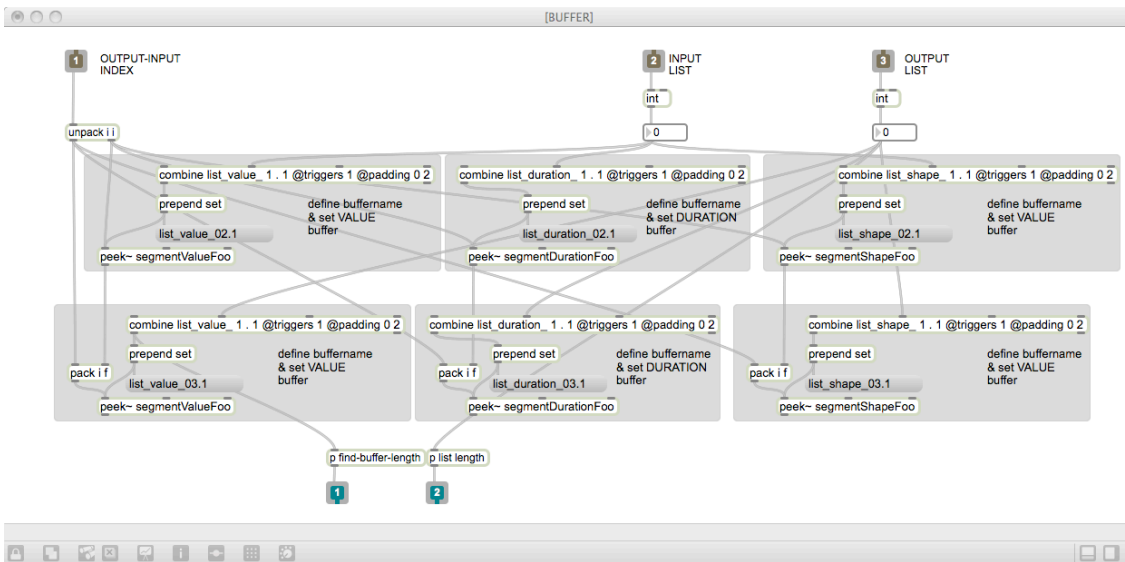 [BUFFER]
1
OUTPUT-INPUT
INDEX
2
INPUT
LIST
3
OUTPUT
LIST
int
int
unpack i i
0
0
combine list_value_ 1 . 1 @triggers 1 @padding 0 2
combine list_duration_ 1 . 1 @triggers 1 @padding 0 2
combine list_shape_ 1 . 1 @triggers 1 @padding 0 2
prepend set
define buffername
& set VALUE
buffer
prepend set
define buffername
& set DURATION
buffer
prepend set
define buffername
& set VALUE
buffer
list_value_02.1
list_duration_02.1
list_shape_02.1
peek~ segmentValueFoo
peek~ segmentDurationFoo
peek~ segmentShapeFoo
combine list_value_ 1 . 1 @triggers 1 @padding 0 2
combine list_duration_ 1 . 1 @triggers 1 @padding 0 2
combine list_shape_ 1 . 1 @triggers 1 @padding 0 2
prepend set
define buffername
& set VALUE
buffer
prepend set
define buffername
& set DURATION
buffer
prepend set
define buffername
& set VALUE
buffer
pack i f
pack i f
pack i f
list_value_03.1
list_duration_03.1
list_shape_03.1
peek~ segmentValueFoo
peek~ segmentDurationFoo
peek~ segmentShapeFoo
p find-buffer-length
p list length
1
2